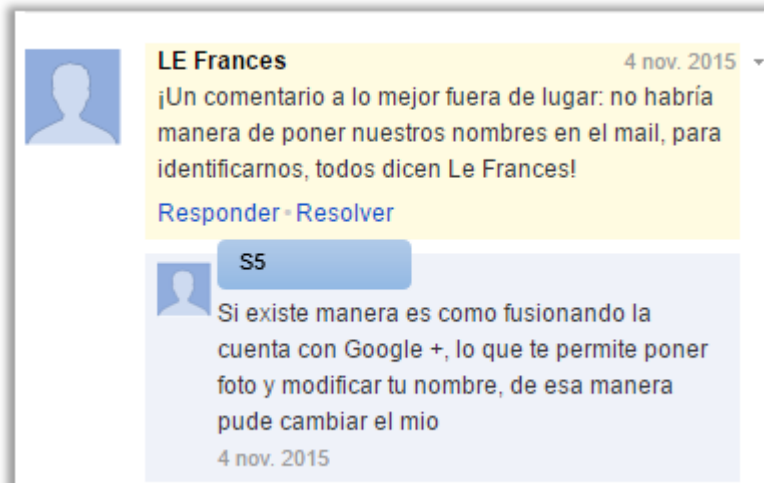 LE Frances 4 nov. 2015
¡Un comentario a lo mejor fuera de lugar: no habría
manera de poner nuestros nombres en el mail, para
identificarnos, todos dicen Le Frances!
Responder • Resolver
S5
Si existe manera es como fusionando la
cuenta con Google +, lo que te permite poner
foto y modificar tu nombre, de esa manera
pude cambiar el mio
4 nov. 2015